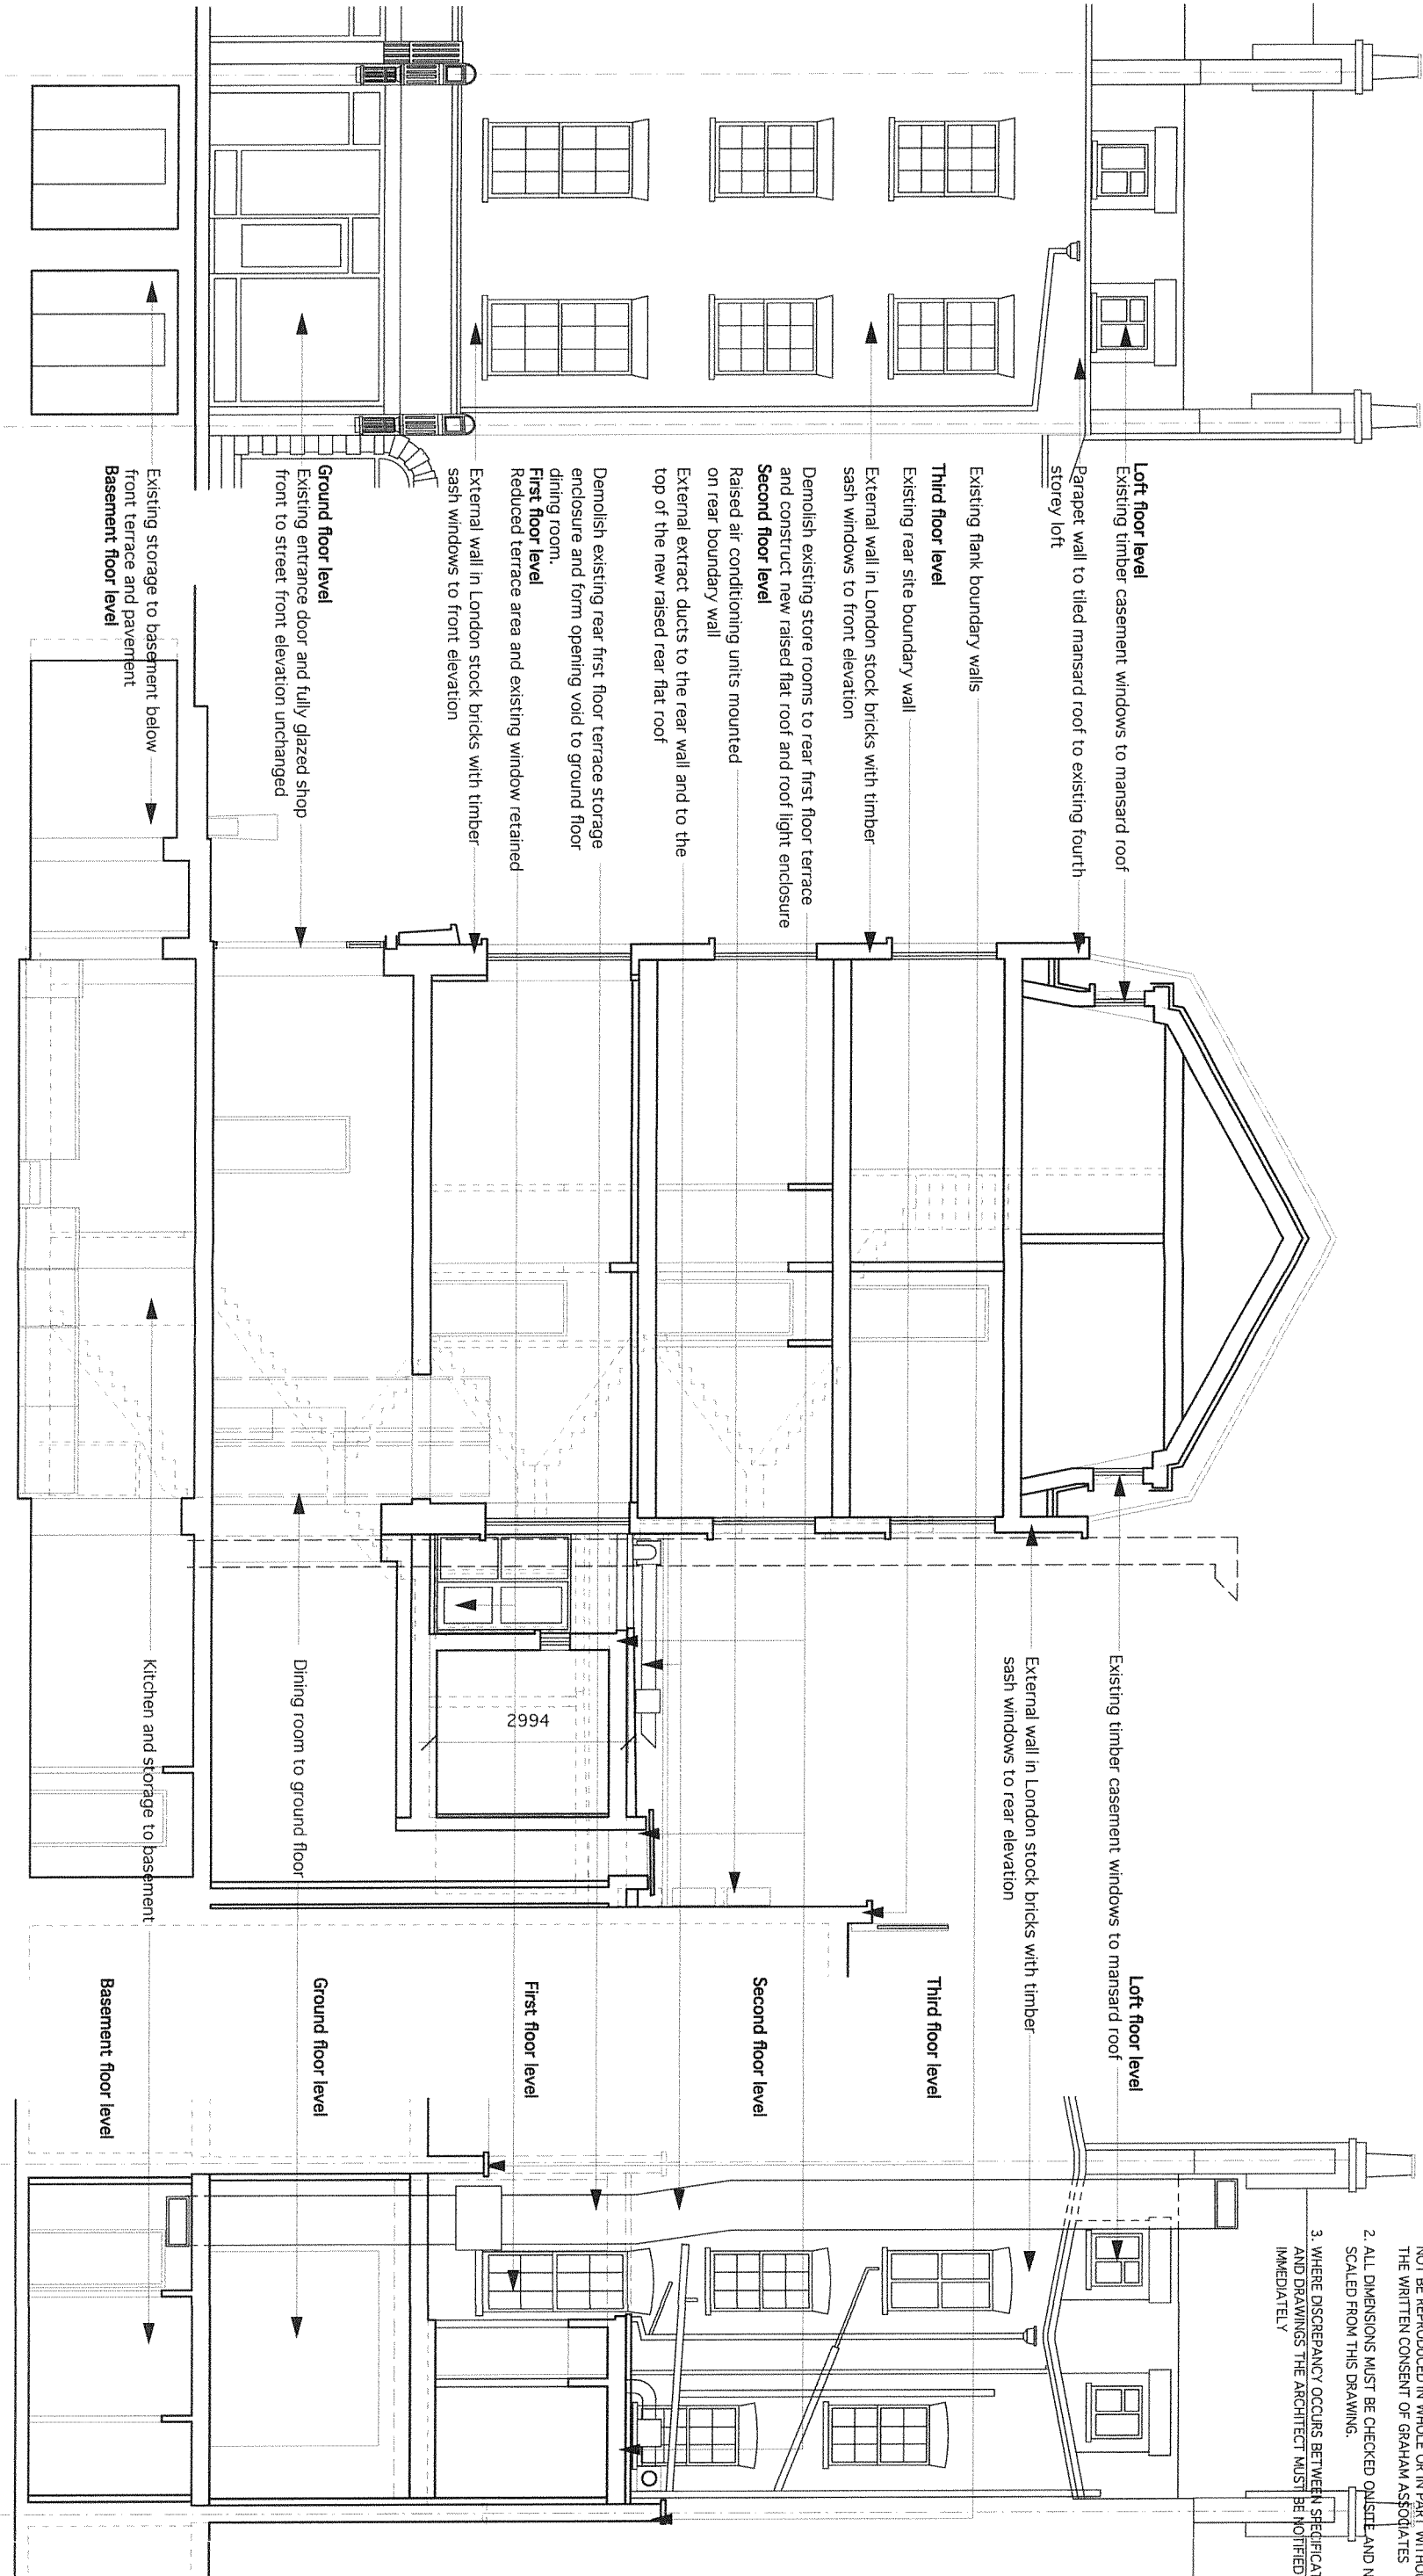 NOT BE REPRODUCED IN WHOLE OR IN PART
THE WRITTEN CONSENT OF GRAHAM ASSOCIATES
2. ALL DIMENSIONS MUST BE CHECKED ONSITE AND
SCALED FROM THIS DRAWING.
3. WHERE DISCREPANCY OCCURS BETWEEN
AND DRAWINGS THE ARCHITECT MUST BE NOTIFIED
IMMEDIATELY
Loft floor level
Existing timber casement windows to mansard roof
Parapet wall to tiled mansard roof to existing fourth
storey loft
Existing flank boundary walls
Third floor level
Existing rear site boundary wall
External wall in London stock bricks with timber
sash windows to front elevation
Demolish existing store rooms to rear first floor terrace
and construct new raised flat roof and roof light enclosure
Second floor level
Raised air conditioning units mounted
on rear boundary wall
External extract ducts to the rear wall and to the
top of the new raised rear flat roof
Demolish existing rear first floor terrace storage
enclosure and form opening void to ground floor
dining room.
First floor level
Reduced terrace area and existing window retained
External wall in London stock bricks with timber
sash windows to front elevation
Ground floor level
Existing entrance door and fully glazed shop
front to street front elevation unchanged
Existing storage to basement below
front terrace and pavement
Basement floor level
2994
Existing timber casement windows to mansard roof
External wall in London stock bricks with timber
sash windows to rear elevation
Dining room to ground floor
Kitchen and storage to basement
Loft floor level
Third floor level
Second floor level
First floor level
Ground floor level
Basement floor level